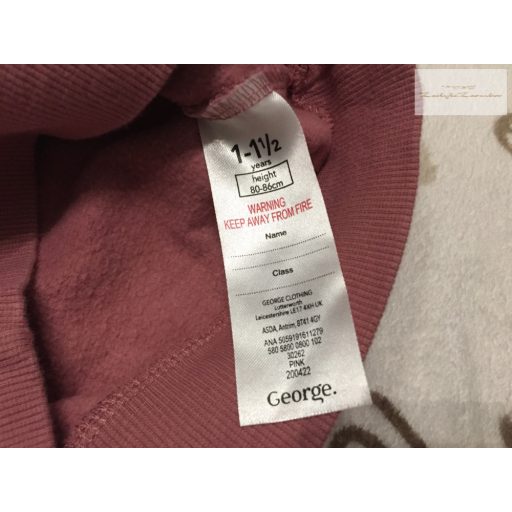 1-1½
years
height
80-86cm
WARNING
KEEP AWAY FROM FIRE
Name
Class
GEORGE CLOTHING
Lutterworth
Leicestershire LE17 4XH-UK
ASDA, Antrim, BT41 4GY
ANA 5059191611279
580 5800 0800 102
30262
PINK
200422
George.